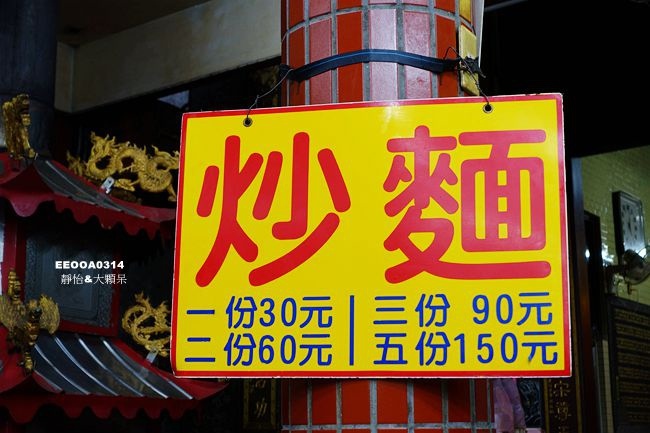 炒麵
一份30元|三份 90元
二份60元|五份150元
EEOOA0314
靜怡&大顆呆